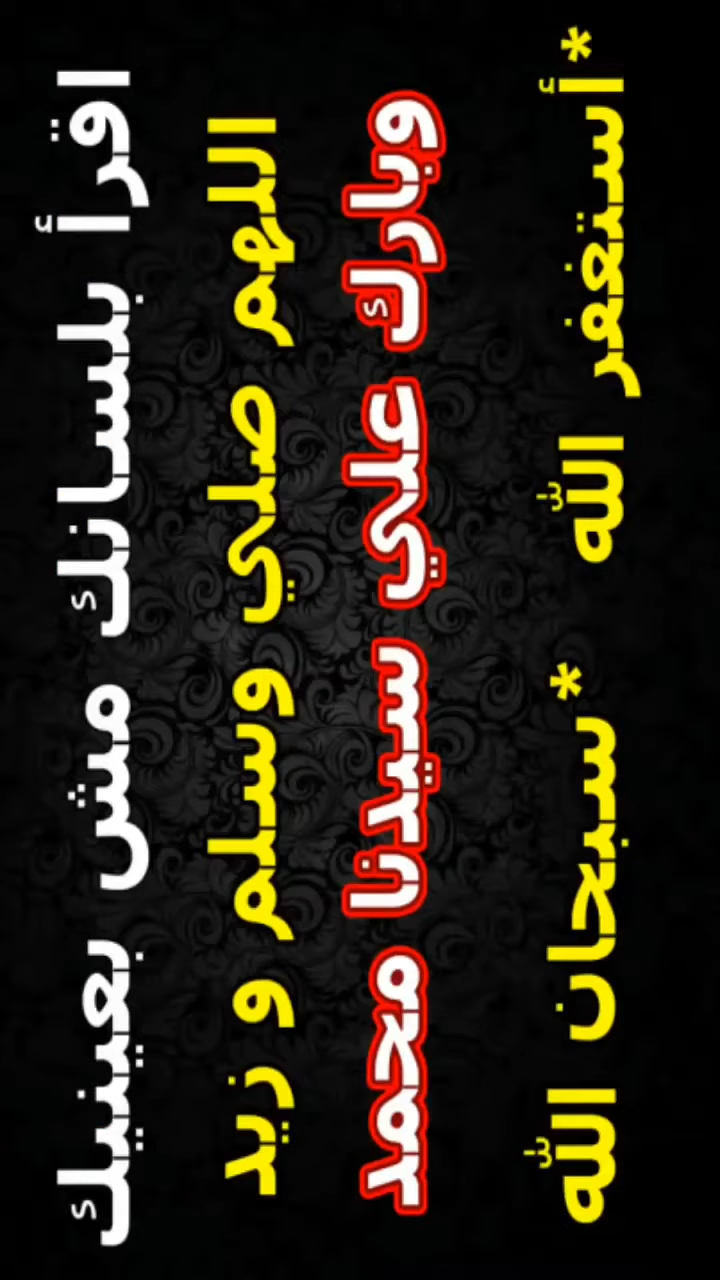 اقرأ بلسانك مش بعينيك
اللهم صلي وسلم و زيد
وبارك علي سيدنا محمد
*أستغفر الله *سبحان الله